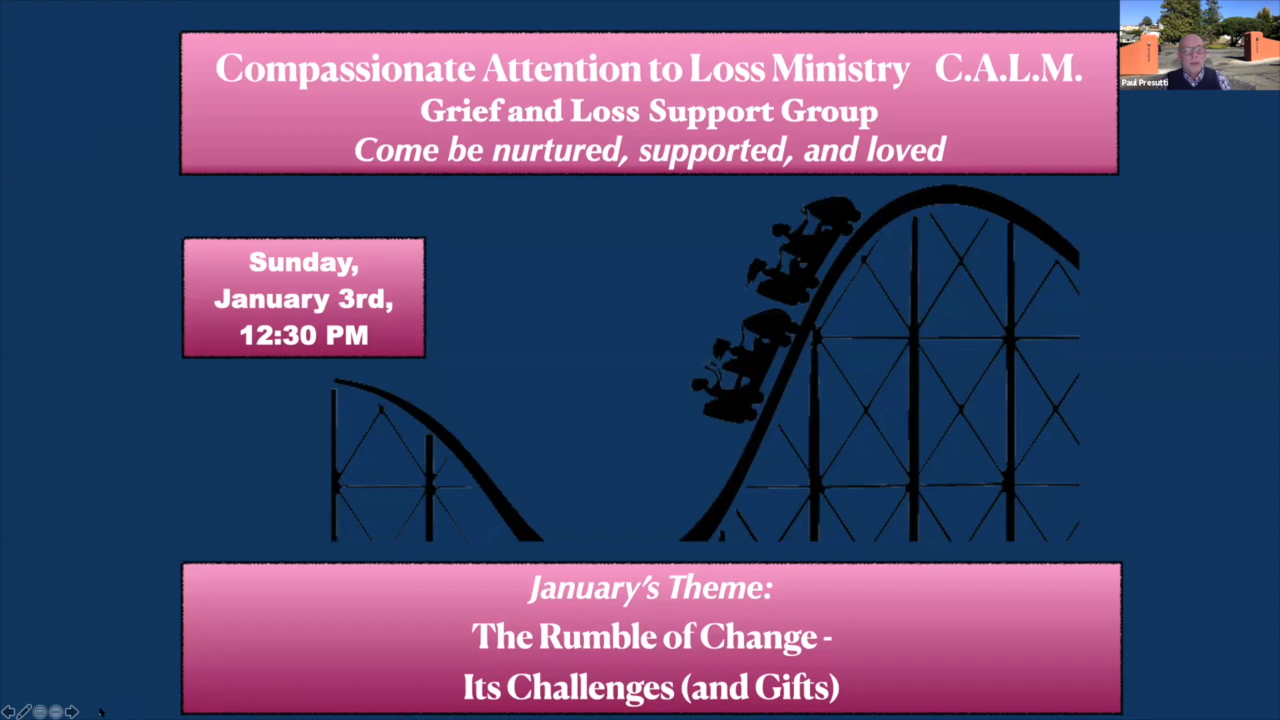 Compassionate Attention to Loss Ministry C.A.L.M.
Grief and Loss Support Group
Come be nurtured, supported, and loved
Paul Presutti
Sunday,
January 3rd,
12:30 PM
January's Theme:
The Rumble of Change -
Its Challenges (and Gifts)